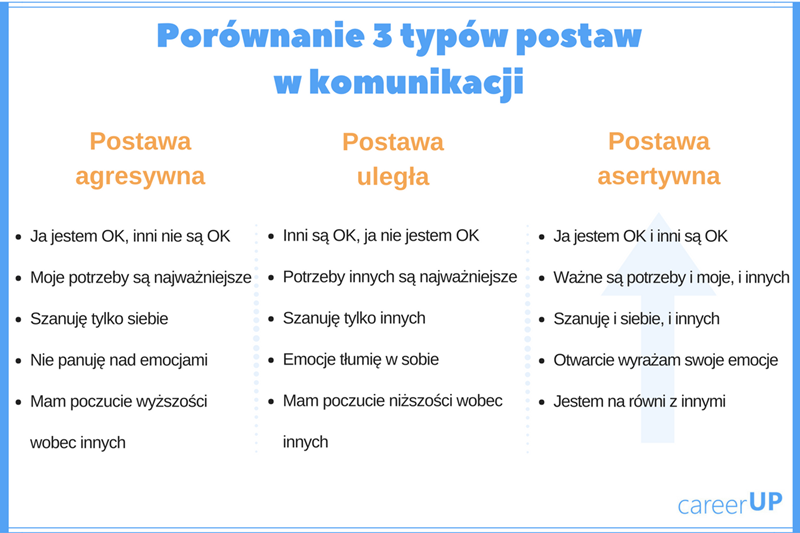 Porównanie 3 typów postaw
w komunikacji
Postawa
agresywna
• Ja jestem OK, inni nie są OK
• Moje potrzeby są najważniejsze
• Szanuję tylko siebie
• Nie panuję nad emocjami
• Mam poczucie wyższości
wobec innych
Postawa
uległa
• Inni są OK, ja nie jestem OK
• Potrzeby innych są najważniejsze
• Szanuję tylko innych
• Emocje tłumię w sobie
• Mam poczucie niższości wobec
innych
Postawa
asertywna
• Ja jestem OK i inni są OK
• Ważne są potrzeby i moje, i innych
• Szanuję i siebie, i innych
• Otwarcie wyrażam swoje emocje
• Jestem na równi z innymi
careerUP